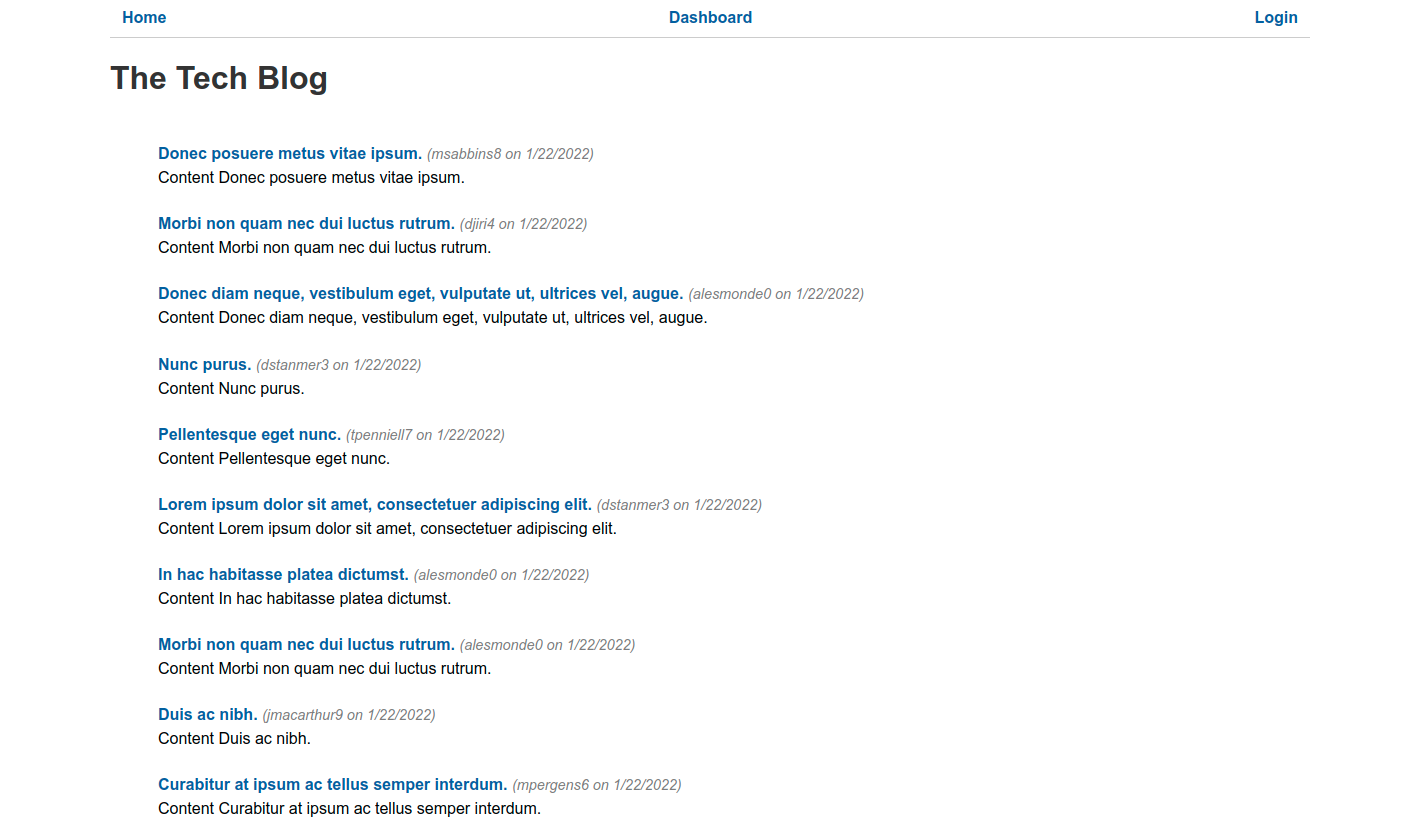 Home Dashboard Login
The Tech Blog
Donec posuere metus vitae ipsum. (msabbins8 on 1/22/2022)
Content Donec posuere metus vitae ipsum.
Morbi non quam nec dui luctus rutrum. (djiri4 on 1/22/2022)
Content Morbi non quam nec dui luctus rutrum.
Donec diam neque, vestibulum eget, vulputate ut, ultrices vel, augue. (alesmonde0 on 1/22/2022)
Content Donec diam neque, vestibulum eget, vulputate ut, ultrices vel, augue.
Nunc purus. (dstanmer3 on 1/22/2022)
Content Nunc purus.
Pellentesque eget nunc. (tpenniell7 on 1/22/2022)
Content Pellentesque eget nunc.
Lorem ipsum dolor sit amet, consectetuer adipiscing elit. (dstanmer3 on 1/22/2022)
Content Lorem ipsum dolor sit amet, consectetuer adipiscing elit.
In hac habitasse platea dictumst. (alesmonde0 on 1/22/2022)
Content In hac habitasse platea dictumst.
Morbi non quam nec dui luctus rutrum. (alesmonde0 on 1/22/2022)
Content Morbi non quam nec dui luctus rutrum.
Duis ac nibh. (jmacarthur9 on 1/22/2022)
Content Duis ac nibh.
Curabitur at ipsum ac tellus semper interdum. (mpergens6 on 1/22/2022)
Content Curabitur at ipsum ac tellus semper interdum.